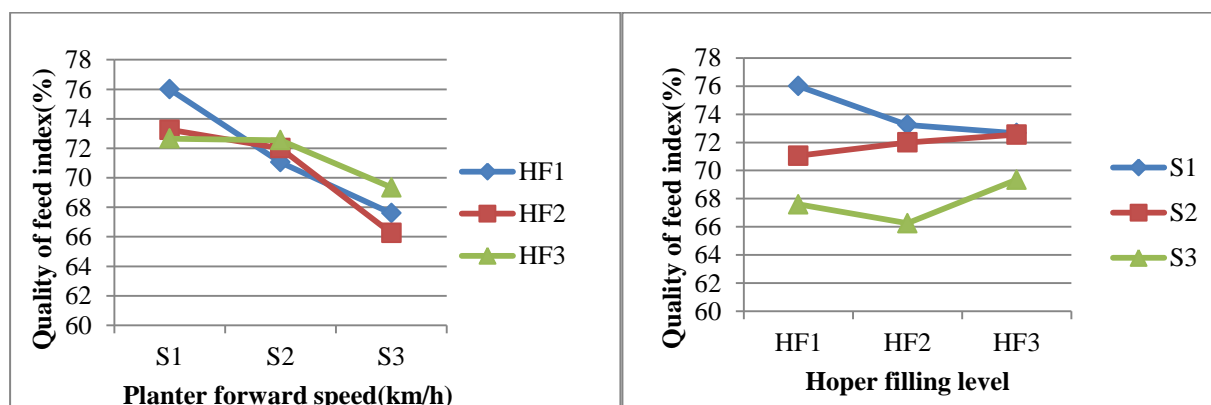 Quality of feed index(%)
78
76
74
72
70
68
66
64
62
60
S1
S2
S3
Planter forward speed(km/h)
HF1
HF2
HF3
Quality of feed index(%)
78
76
74
72
70
68
66
64
62
60
HF1
HF2
HF3
Hoper filling level
S1
S2
S3